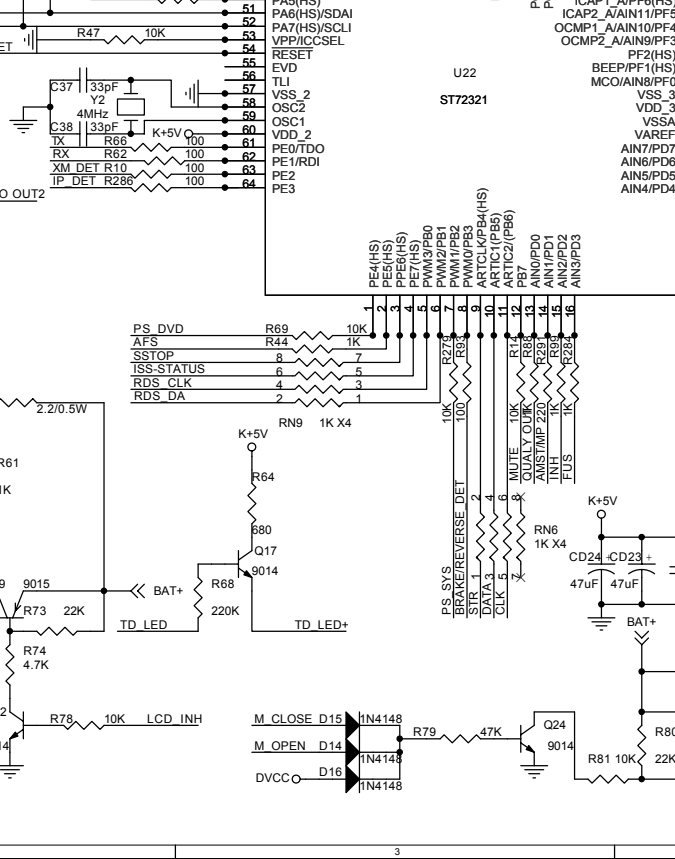 PA5(HS)
51 PA6(HS)/SDAI
52 PA7(HS)/SCLI
53 VPP/ICCSEL
54 RESET
55 EVD
56 TLI
57 VSS_2
58 OSC2
59 OSC1
60 VDD_2
61 PE0/TDO
62 PE1/RDI
63 PE2
64 PE3
R47 10K
ET
C37 33pF
Y2
4MHz
C38 33pF
K+5V
TX R66 100
RX R62 100
XM_DET R10 100
IP_DET R286 100
O OUT2
U22
ST72321
ICAP1_A/PF6(HS)
ICAP2_A/AIN11/PF5
OCMP1_A/AIN10/PF4
OCMP2_A/AIN9/PF3
PF2(HS)
BEEP/PF1(HS)
MCO/AIN8/PF0
VSS_3
VDD_3
VSSA
VAREF
AIN7/PD7
AIN6/PD6
AIN5/PD5
AIN4/PD4
PE4(HS)
PE5(HS)
PPE6(HS)
PE7(HS)
PWM3/PB0
PWM2/PB1
PWM1/PB2
PWM0/PB3
ARTCLK/PB4(HS)
ARTIC1(PB5)
ARTIC2/(PB6)
PB7
AIN0/PD0
AIN1/PD1
AIN2/PD2
AIN3/PD3
1 2 3 4 5 6 7 8 9 10 11 12 13 14 15 16
PS_DVD R69 10K
AFS R44 1K
SSTOP 8 7
ISS-STATUS 6 5
RDS_CLK 4 3
RDS_DA 2 1
RN9 1K X4
R279 R93 R14 R88 R291 R99 R284
10K 100 10K 1K 220 1K 1K
MUTE
QUALY OUT
AMST/MP
INH
FUS
2.2/0.5W
R61
1K
K+5V
R64
680
Q17
9014
R68
220K
TD_LED
TD_LED+
9 9015
BAT+
R73 22K
R74
4.7K
2
14
R78 10K LCD_INH
PS_SYS
BRAKE/REVERSE_DET
STR 1 2
DATA 3 4
CLK 5 6
7 8
RN6
1K X4
K+5V
CD24 + CD23 +
47uF 47uF
BAT+
M_CLOSE D15 1N4148
M_OPEN D14 1N4148
DVCC D16 1N4148
R79 47K
Q24
9014
R81 10K
R80
22K
3